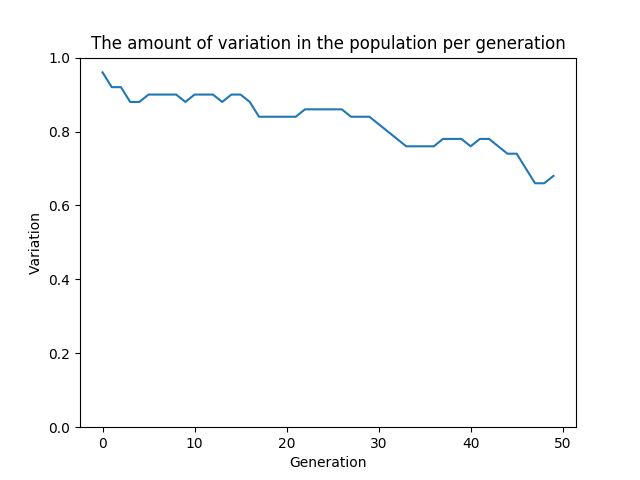 The amount of variation in the population per generation
1.0
0.8
0.6
0.4
0.2
0.0
Variation
0 10 20 30 40 50
Generation